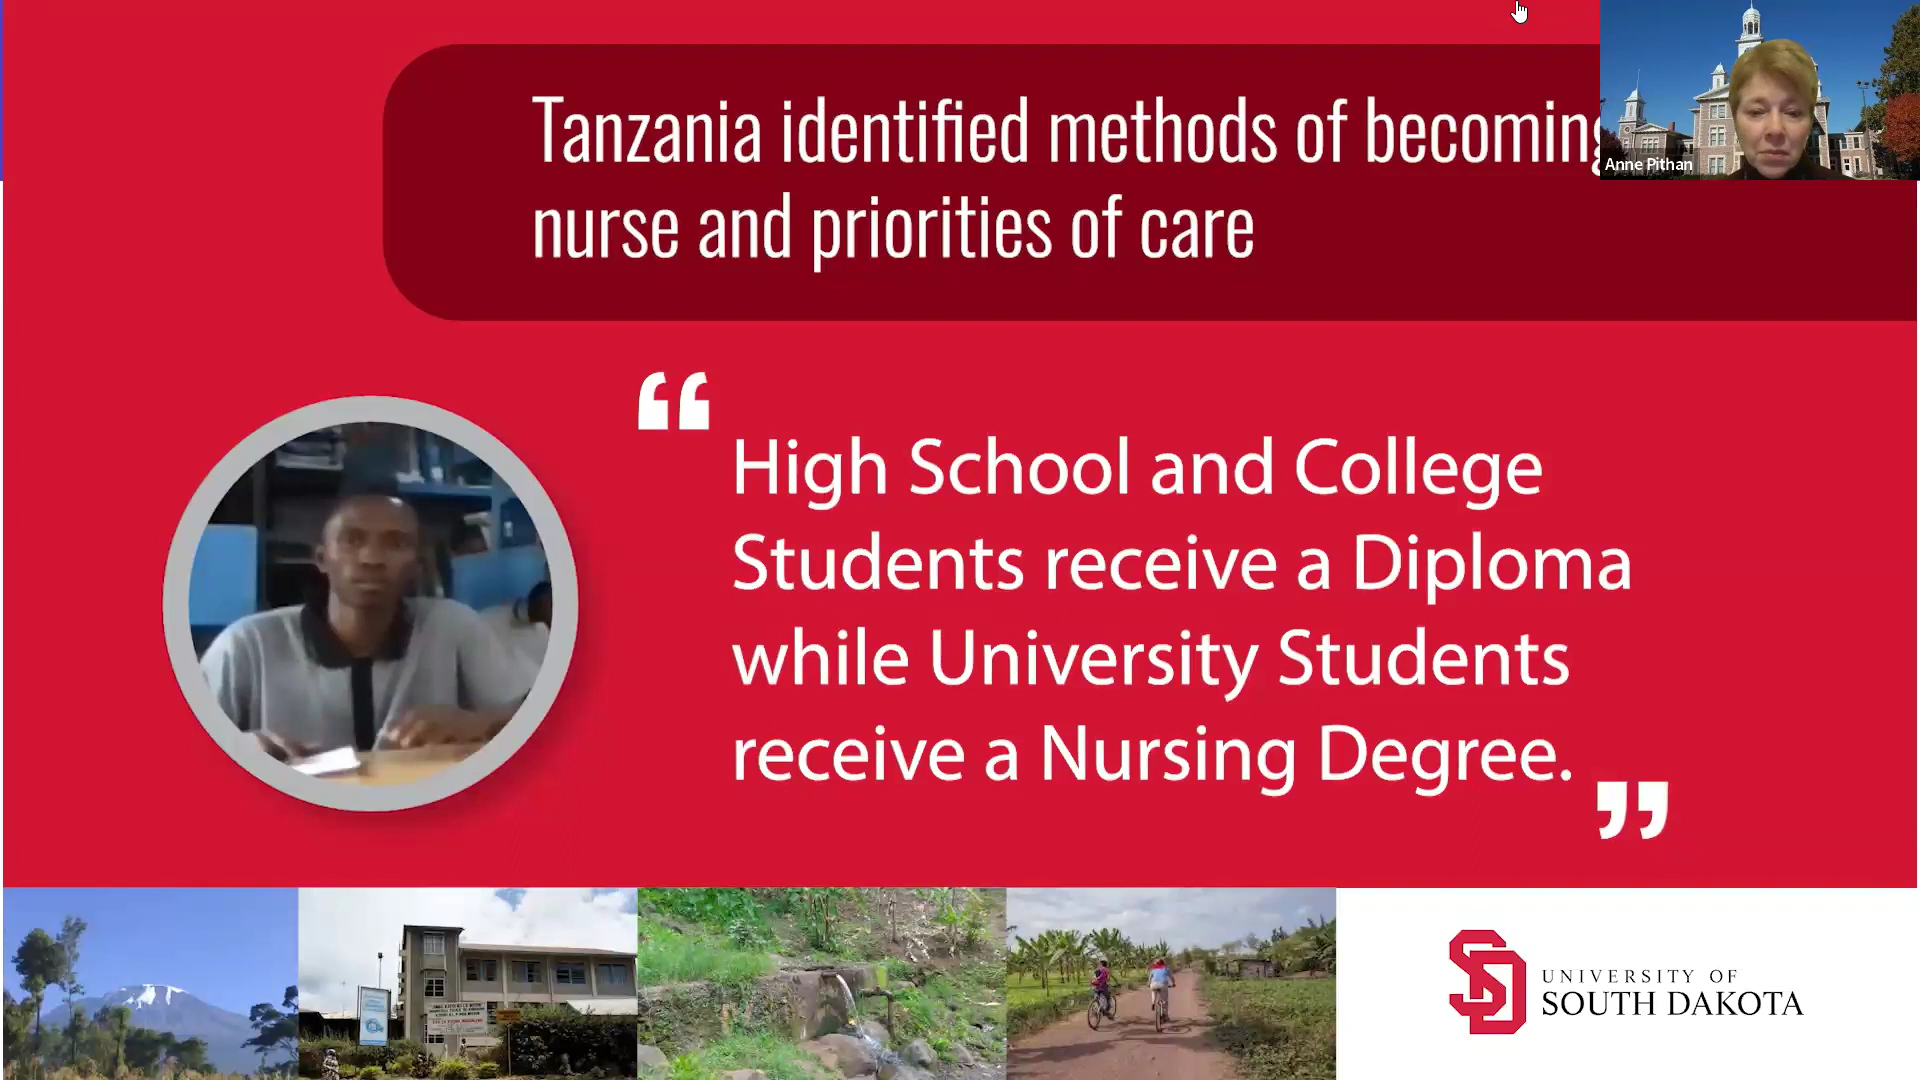 Tanzania identified methods of becoming
nurse and priorities of care
Anne Pithan
“
High School and College
Students receive a Diploma
while University Students
receive a Nursing Degree.
”
UNIVERSITY OF
SOUTH DAKOTA